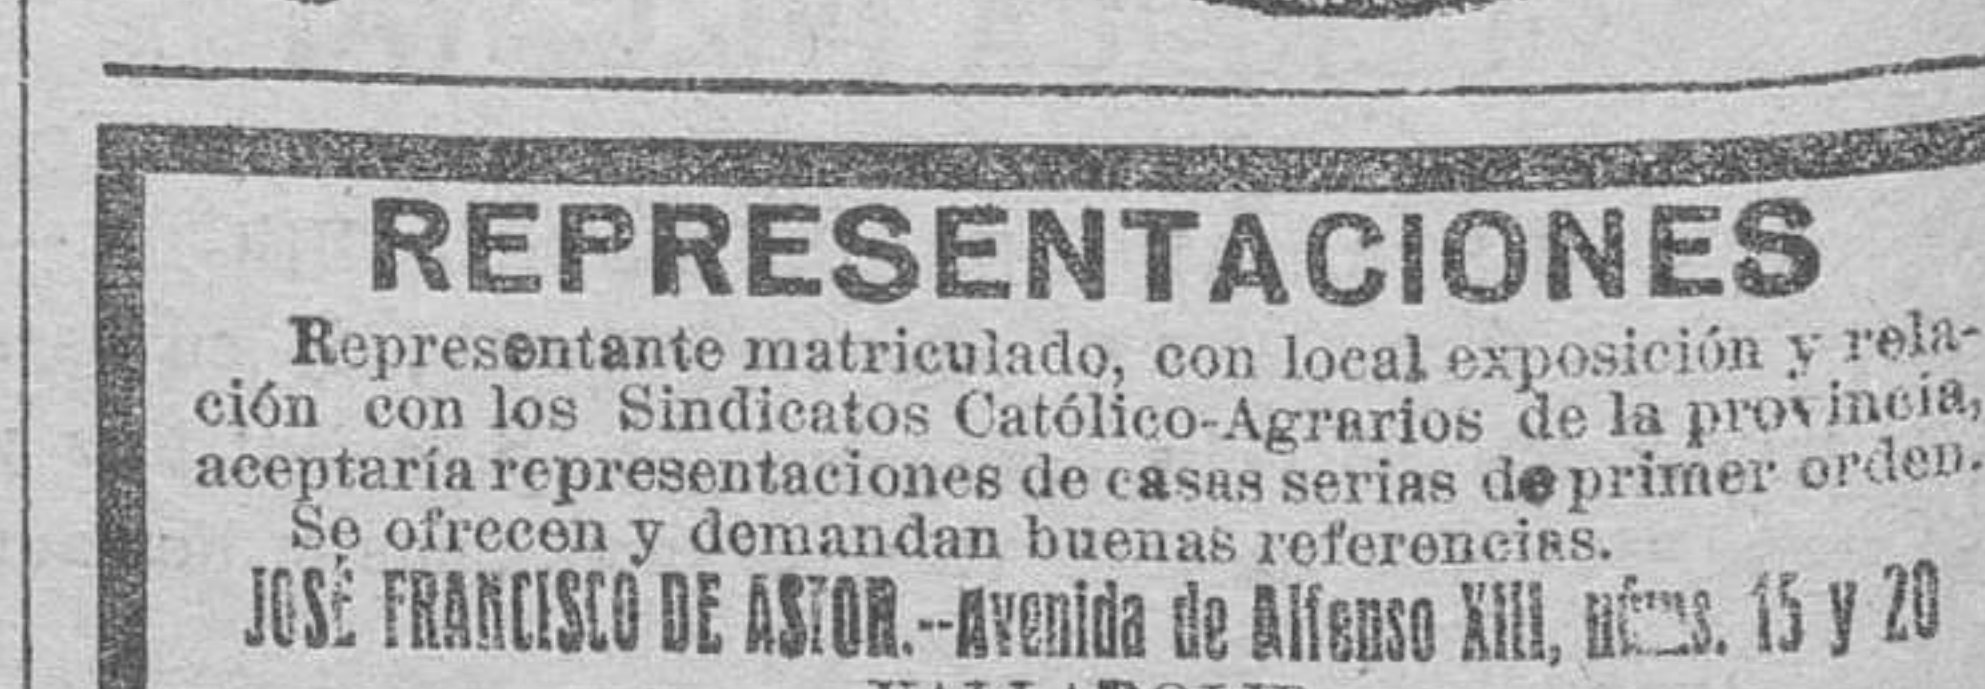 REPRESENTACIONES
Representante matriculado, con local exposición y rela-
ción con los Sindicatos Católico-Agrarios de la provincia,
aceptaría representaciones de casas serias de primer orden.
Se ofrecen y demandan buenas referencias.
JOSÉ FRANCISCO DE ASTOR.--Avenida de Alfonso XIII, núms. 15 y 20
VALLADOLID